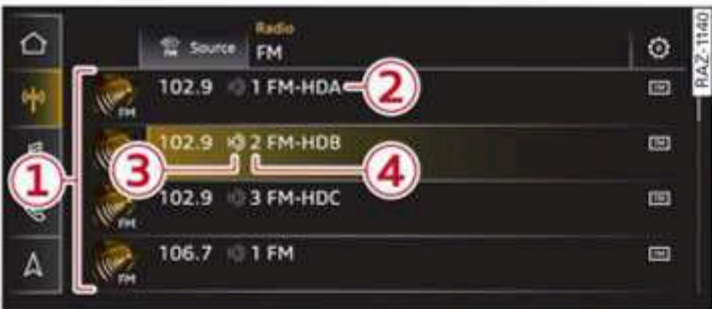 Radio
Source FM
RAZ-1140
102.9 1 FM-HDA 2
FM
102.9 2 FM-HDB
3 4
1
102.9 3 FM-HDC
FM
106.7 1 FM
FM